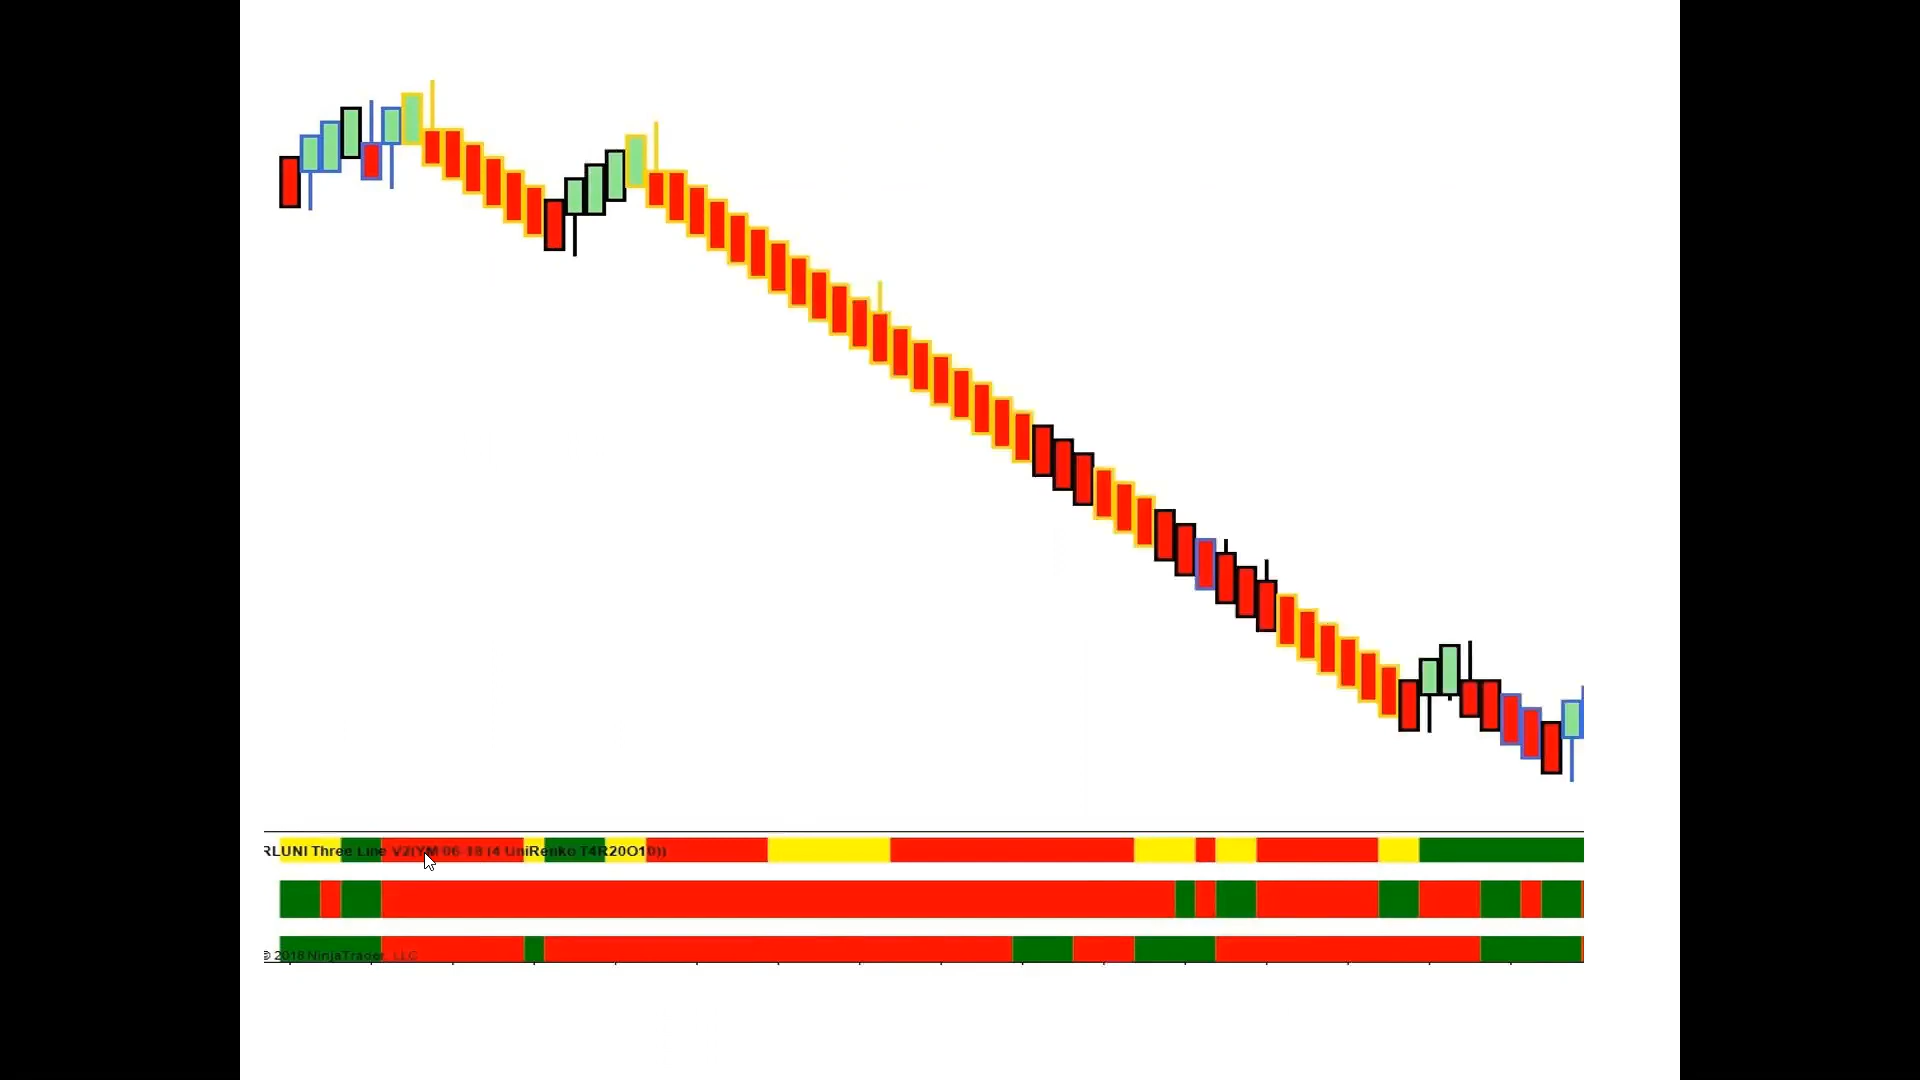 RLUNI Three Line V2(YM 06-18 (4 UniRenko T4R20O10))
© 2018 NinjaTrader, LLC